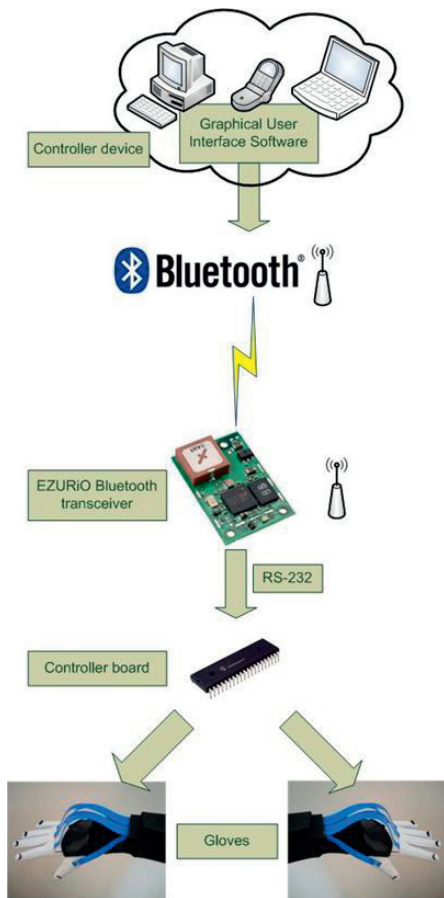 Graphical User
Interface Software
Controller device
Bluetooth®
EZURiO Bluetooth
transceiver
RS-232
Controller board
Gloves